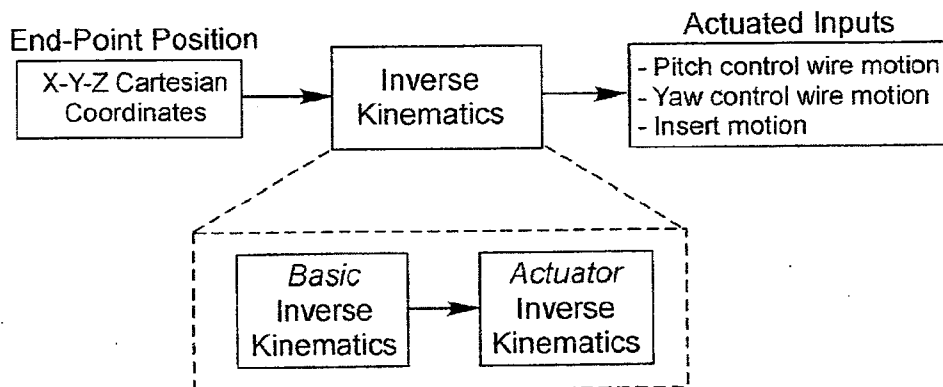 End-Point Position
X-Y-Z Cartesian
Coordinates
Inverse
Kinematics
Actuated Inputs
- Pitch control wire motion
- Yaw control wire motion
- Insert motion
Basic
Inverse
Kinematics
Actuator
Inverse
Kinematics